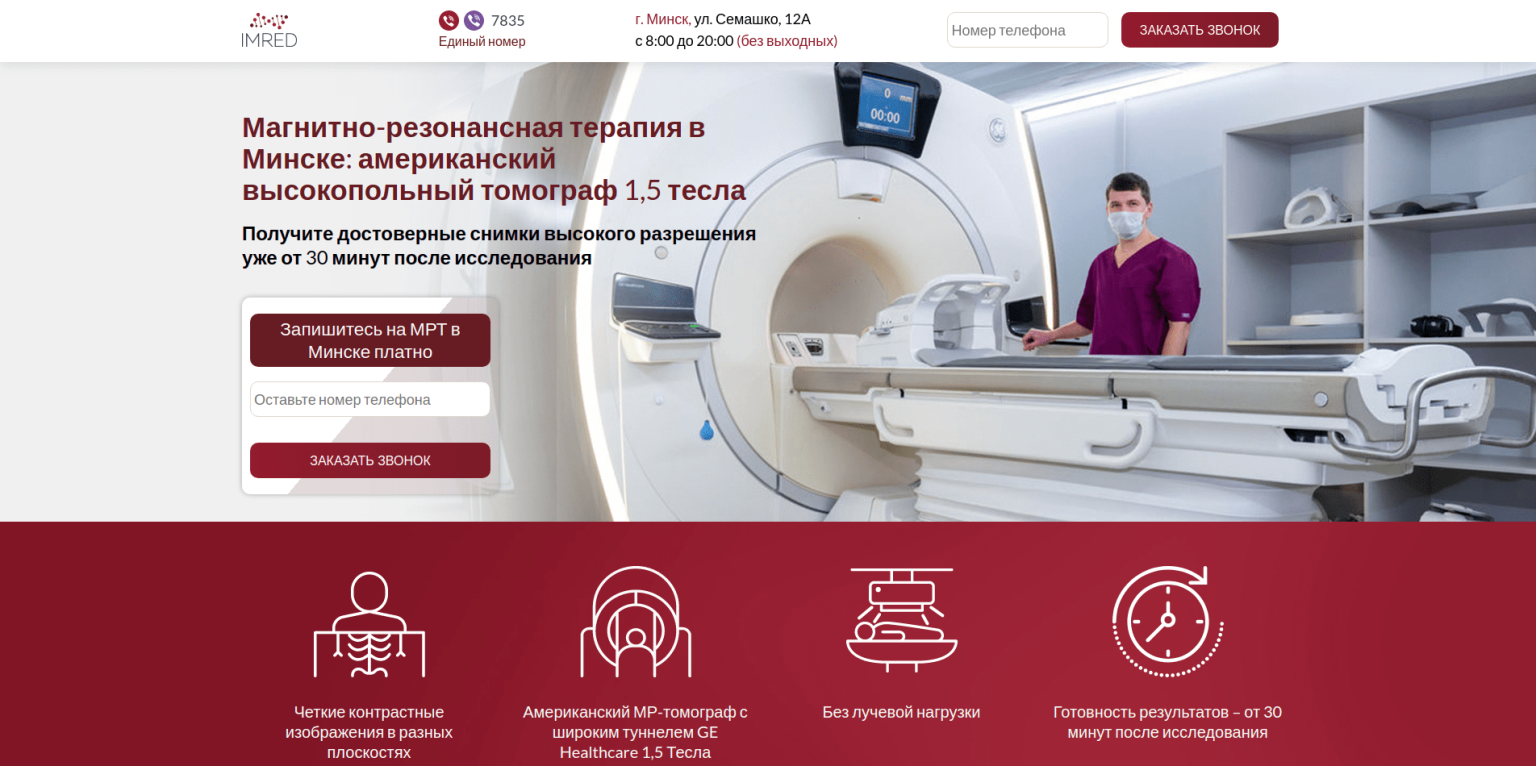 IMRED
7835
Единый номер
г. Минск, ул. Семашко, 12А
с 8:00 до 20:00 (без выходных)
Номер телефона
ЗАКАЗАТЬ ЗВОНОК
0
00:00
Магнитно-резонансная терапия в
Минске: американский
высокопольный томограф 1,5 тесла
Получите достоверные снимки высокого разрешения
уже от 30 минут после исследования
Запишитесь на МРТ в
Минске платно
Оставьте номер телефона
ЗАКАЗАТЬ ЗВОНОК
Четкие контрастные
изображения в разных
плоскостях
Американский МР-томограф с
широким туннелем GE
Healthcare 1,5 Тесла
Без лучевой нагрузки
Готовность результатов – от 30
минут после исследования